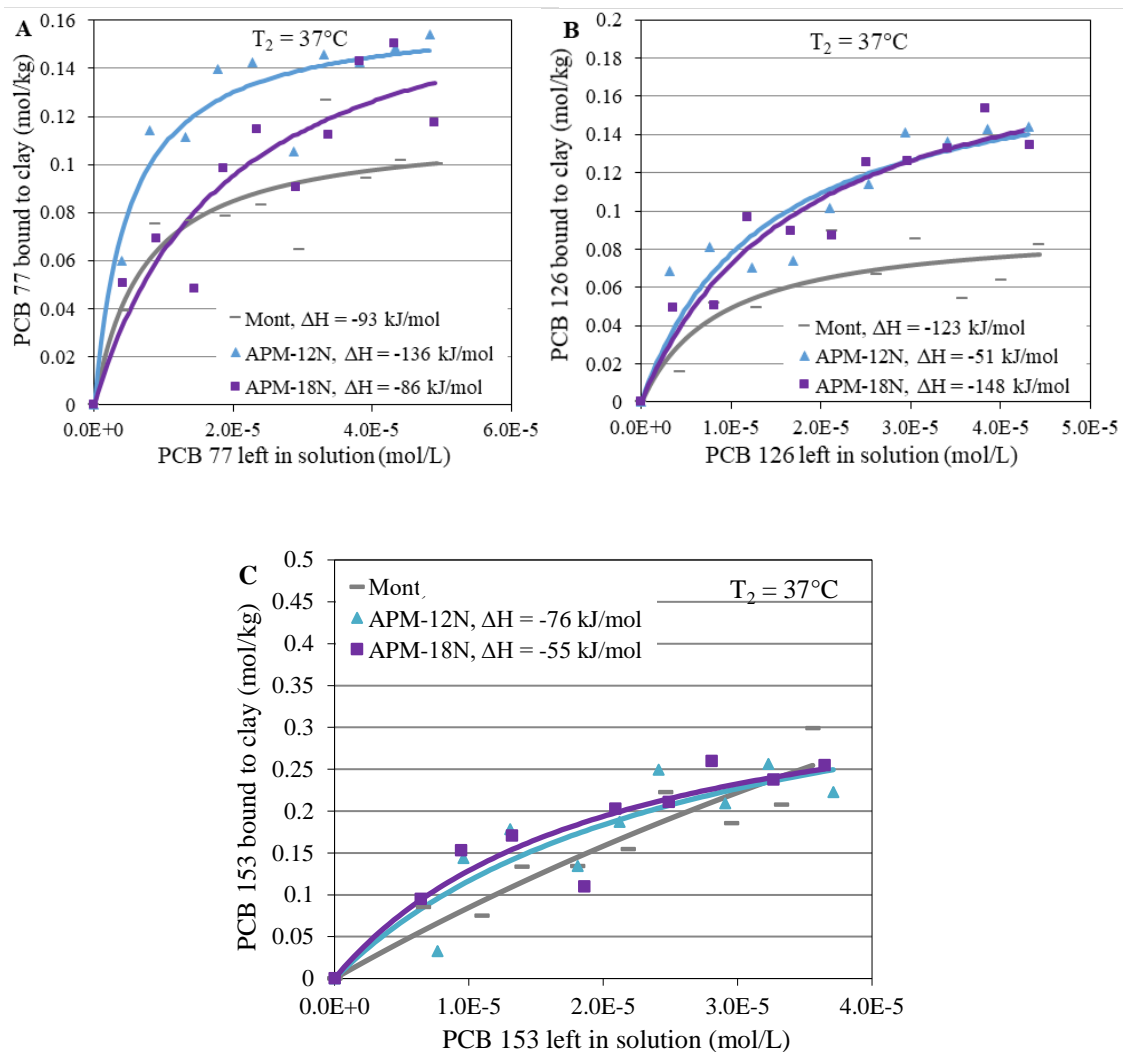 A
T₂ = 37°C
PCB 77 bound to clay (mol/kg)
0.16
0.14
0.12
0.1
0.08
0.06
0.04
0.02
0
Mont, ΔH = -93 kJ/mol
APM-12N, ΔH = -136 kJ/mol
APM-18N, ΔH = -86 kJ/mol
0.0E+0 2.0E-5 4.0E-5 6.0E-5
PCB 77 left in solution (mol/L)
B
T₂ = 37°C
PCB 126 bound to clay (mol/kg)
0.2
0.18
0.16
0.14
0.12
0.1
0.08
0.06
0.04
0.02
0
Mont, ΔH = -123 kJ/mol
APM-12N, ΔH = -51 kJ/mol
APM-18N, ΔH = -148 kJ/mol
0.0E+0 1.0E-5 2.0E-5 3.0E-5 4.0E-5 5.0E-5
PCB 126 left in solution (mol/L)
C
T₂ = 37°C
PCB 153 bound to clay (mol/kg)
0.5
0.45
0.4
0.35
0.3
0.25
0.2
0.15
0.1
0.05
0
Mont
APM-12N, ΔH = -76 kJ/mol
APM-18N, ΔH = -55 kJ/mol
0.0E+0 1.0E-5 2.0E-5 3.0E-5 4.0E-5
PCB 153 left in solution (mol/L)